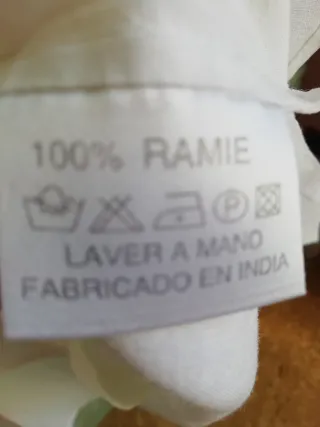 100% RAMIE
P
LAVER A MANO
FABRICADO EN INDIA